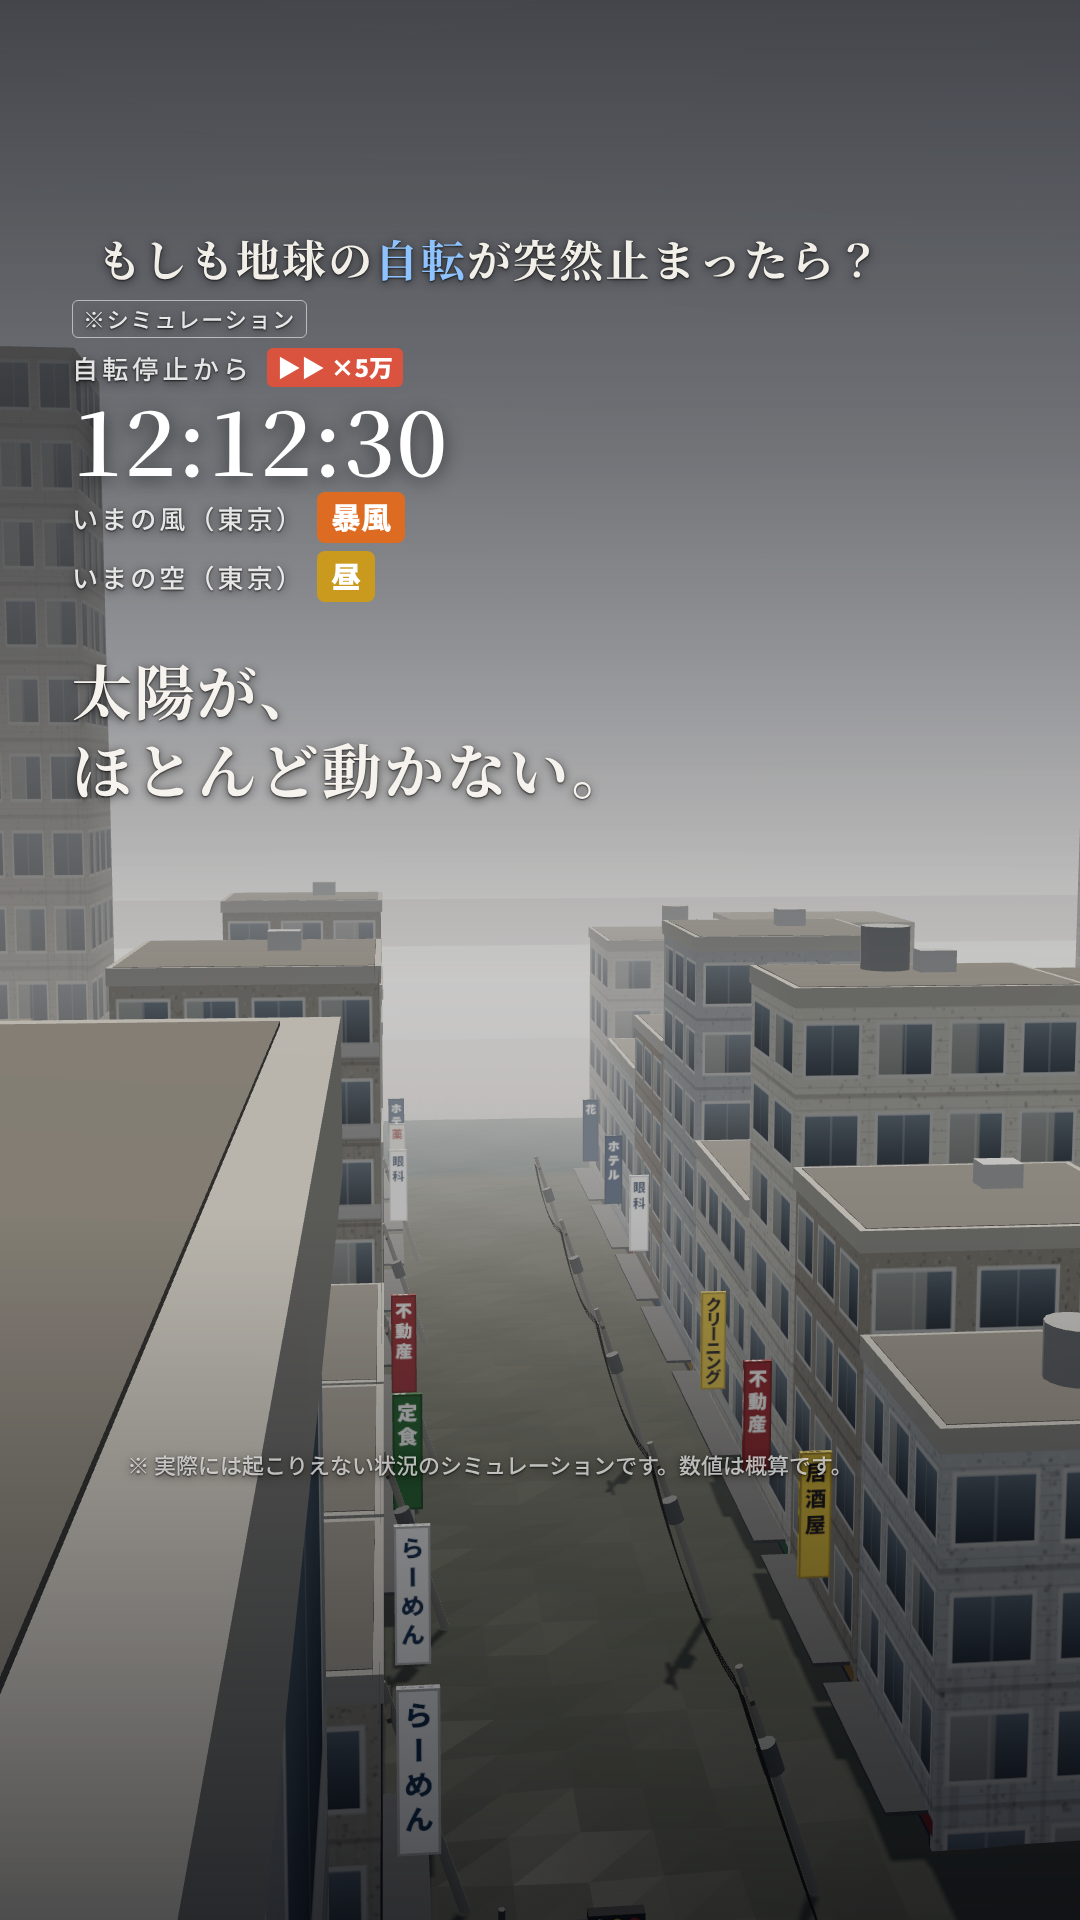 もしも地球の自転が突然止まったら？
※シミュレーション
自転停止から ▶▶ ×5万
12:12:30
いまの風（東京） 暴風
いまの空（東京） 昼
太陽が、
ほとんど動かない。
ホテ
薬
眼科
花
ホテル
眼科
不動産
クリーニング
不動産
定食
※ 実際には起こりえない状況のシミュレーションです。数値は概算です。
居酒屋
らーめん
らーめん